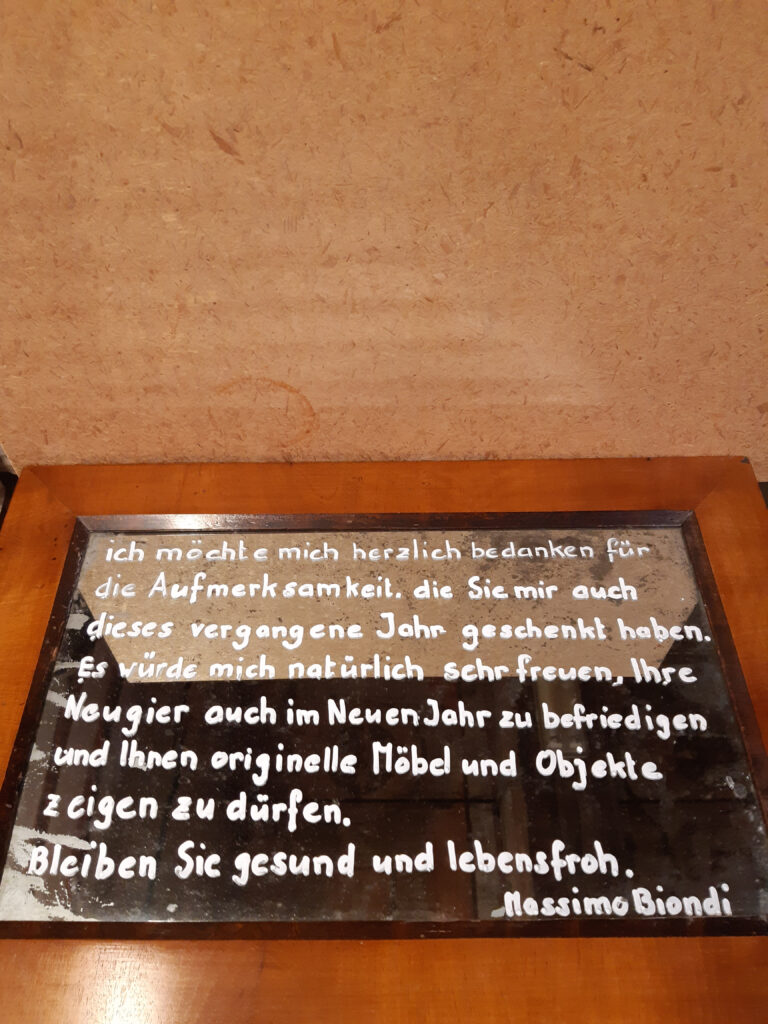 ich möchte mich herzlich bedanken für
die Aufmerksamkeit. die Sie mir auch
dieses vergangene Jahr geschenkt haben.
Es würde mich natürlich sehr freuen, Ihre
Neugier auch im Neuen Jahr zu befriedigen
und Ihnen originelle Möbel und Objekte
zeigen zu dürfen.
Bleiben Sie gesund und lebensfroh.
Massimo Biondi